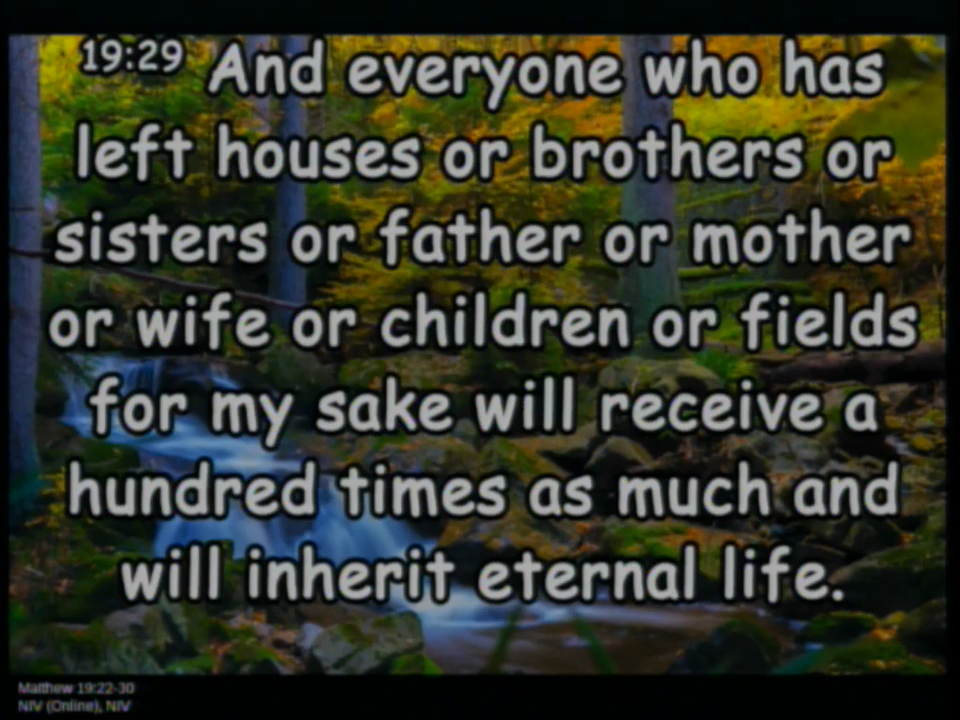 19:29 And everyone who has
left houses or brothers or
sisters or father or mother
or wife or children or fields
for my sake will receive a
hundred times as much and
will inherit eternal life.
Matthew 19:22-30
NIV (Online), NIV